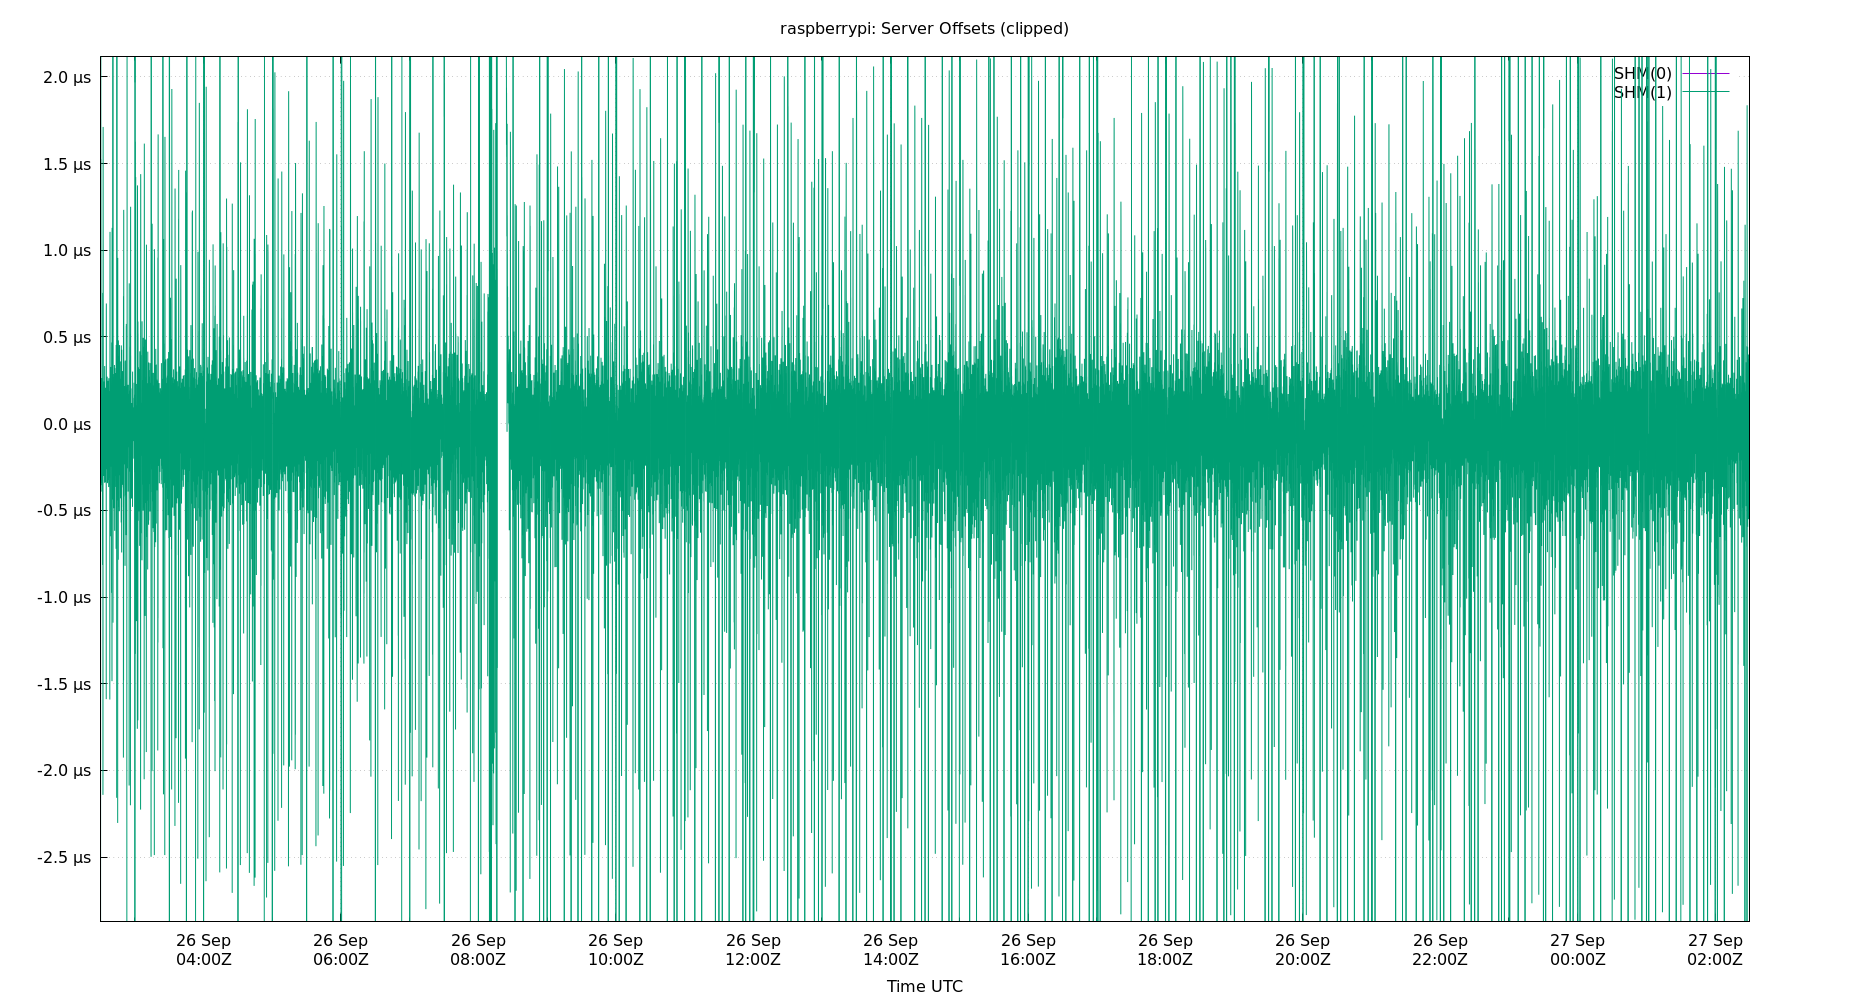 raspberrypi: Server Offsets (clipped)
2.0 µs
1.5 µs
1.0 µs
0.5 µs
0.0 µs
-0.5 µs
-1.0 µs
-1.5 µs
-2.0 µs
-2.5 µs
SHM(0)
SHM(1)
26 Sep 26 Sep 26 Sep 26 Sep 26 Sep 26 Sep 26 Sep 26 Sep 26 Sep 26 Sep 27 Sep 27 Sep
04:00Z 06:00Z 08:00Z 10:00Z 12:00Z 14:00Z 16:00Z 18:00Z 20:00Z 22:00Z 00:00Z 02:00Z
Time UTC